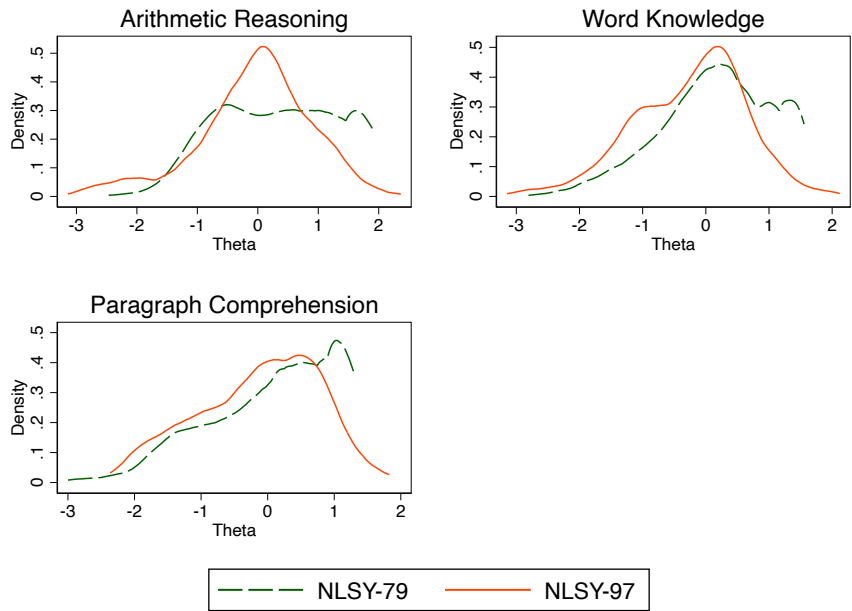 Arithmetic Reasoning
Density
.5
.4
.3
.2
.1
0
-3 -2 -1 0 1 2
Theta
Word Knowledge
Density
.5
.4
.3
.2
.1
0
-3 -2 -1 0 1 2
Theta
Paragraph Comprehension
Density
.5
.4
.3
.2
.1
0
-3 -2 -1 0 1 2
Theta
NLSY-79 NLSY-97